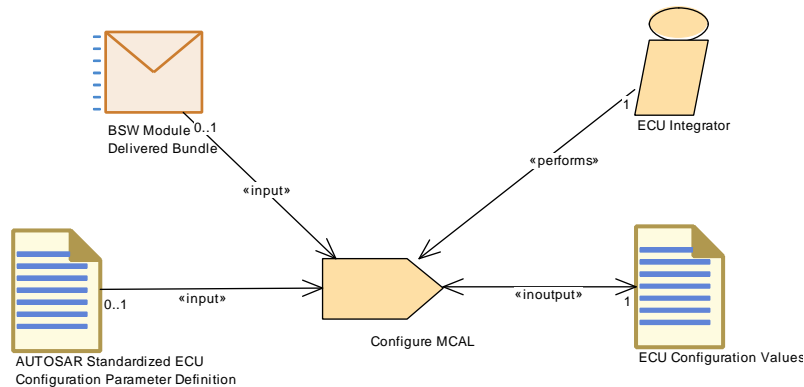 BSW Module
Delivered Bundle
0..1
«input»
1
ECU Integrator
«performs»
0..1
«input»
AUTOSAR Standardized ECU
Configuration Parameter Definition
Configure MCAL
«inoutput»
1
ECU Configuration Values